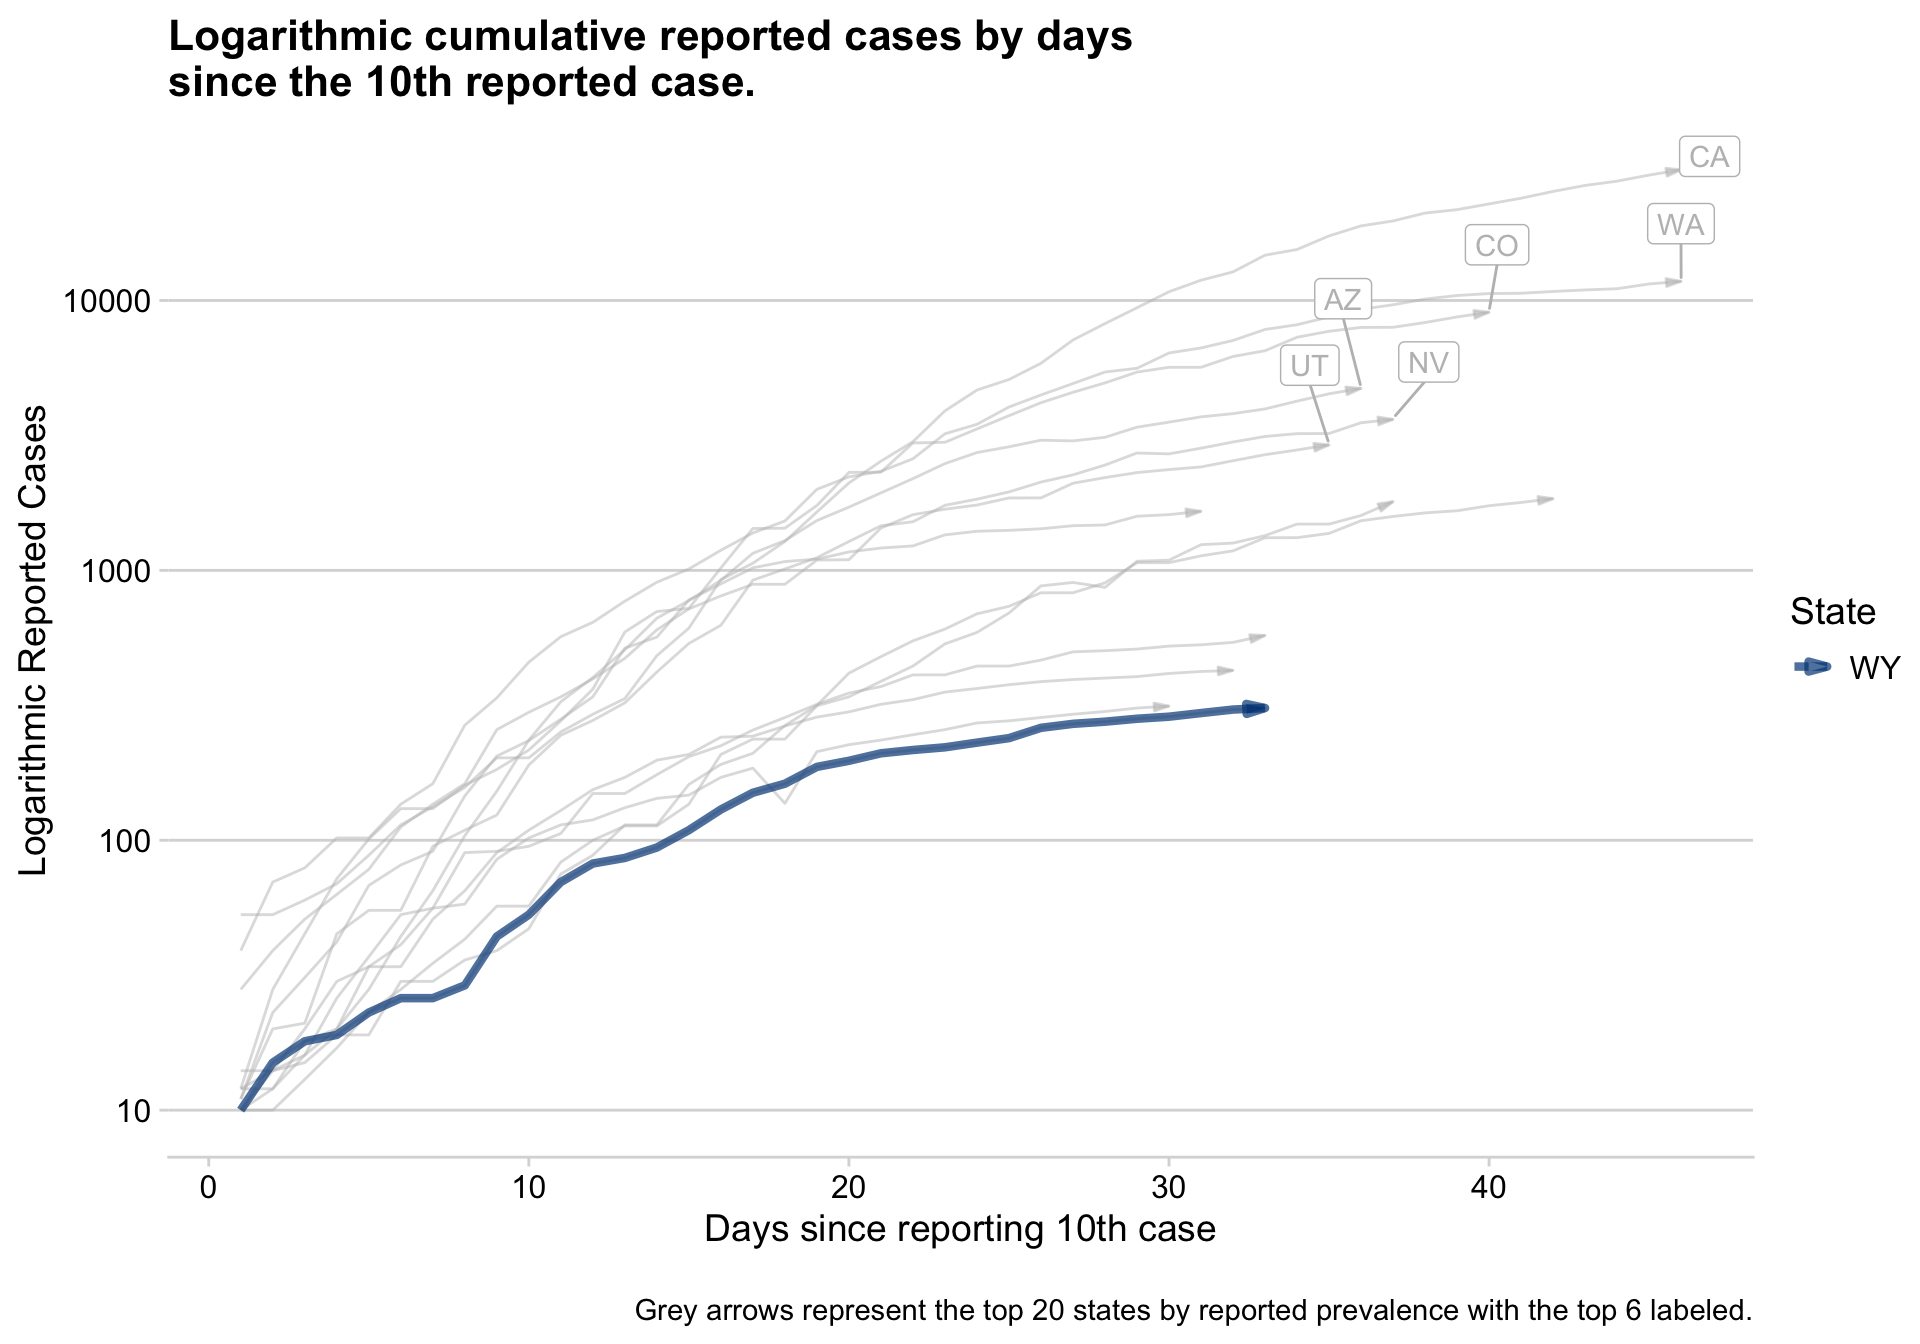 Logarithmic cumulative reported cases by days
since the 10th reported case.
CA
WA
CO
AZ
UT
NV
10000
1000
100
10
Logarithmic Reported Cases
0
10
20
30
40
Days since reporting 10th case
State
WY
Grey arrows represent the top 20 states by reported prevalence with the top 6 labeled.